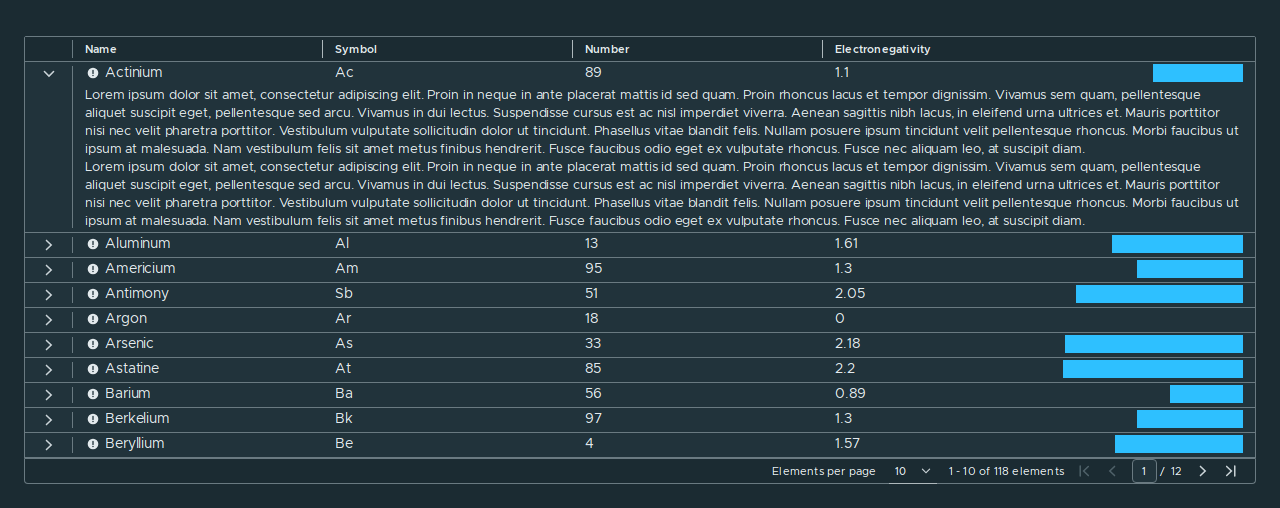 Name Symbol Number Electronegativity
Actinium Ac 89 1.1
Lorem ipsum dolor sit amet, consectetur adipiscing elit. Proin in neque in ante placerat mattis id sed quam. Proin rhoncus lacus et tempor dignissim. Vivamus sem quam, pellentesque
aliquet suscipit eget, pellentesque sed arcu. Vivamus in dui lectus. Suspendisse cursus est ac nisl imperdiet viverra. Aenean sagittis nibh lacus, in eleifend urna ultrices et. Mauris porttitor
nisi nec velit pharetra porttitor. Vestibulum vulputate sollicitudin dolor ut tincidunt. Phasellus vitae blandit felis. Nullam posuere ipsum tincidunt velit pellentesque rhoncus. Morbi faucibus ut
ipsum at malesuada. Nam vestibulum felis sit amet metus finibus hendrerit. Fusce faucibus odio eget ex vulputate rhoncus. Fusce nec aliquam leo, at suscipit diam.
Lorem ipsum dolor sit amet, consectetur adipiscing elit. Proin in neque in ante placerat mattis id sed quam. Proin rhoncus lacus et tempor dignissim. Vivamus sem quam, pellentesque
aliquet suscipit eget, pellentesque sed arcu. Vivamus in dui lectus. Suspendisse cursus est ac nisl imperdiet viverra. Aenean sagittis nibh lacus, in eleifend urna ultrices et. Mauris porttitor
nisi nec velit pharetra porttitor. Vestibulum vulputate sollicitudin dolor ut tincidunt. Phasellus vitae blandit felis. Nullam posuere ipsum tincidunt velit pellentesque rhoncus. Morbi faucibus ut
ipsum at malesuada. Nam vestibulum felis sit amet metus finibus hendrerit. Fusce faucibus odio eget ex vulputate rhoncus. Fusce nec aliquam leo, at suscipit diam.
Aluminum Al 13 1.61
Americium Am 95 1.3
Antimony Sb 51 2.05
Argon Ar 18 0
Arsenic As 33 2.18
Astatine At 85 2.2
Barium Ba 56 0.89
Berkelium Bk 97 1.3
Beryllium Be 4 1.57
Elements per page 10 1 - 10 of 118 elements 1 / 12